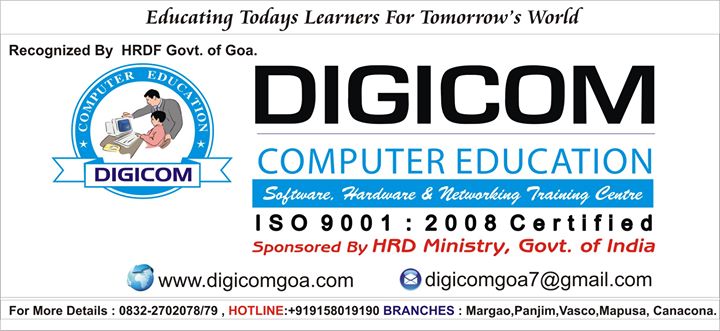 Educating Todays Learners For Tomorrow's World
Recognized By HRDF Govt. of Goa.
COMPUTER EDUCATION
DIGICOM
DIGICOM
COMPUTER EDUCATION
Software, Hardware & Networking Training Centre
ISO 9001 : 2008 Certified
Sponsored By HRD Ministry, Govt. of India
www.digicomgoa.com digicomgoa7@gmail.com
For More Details : 0832-2702078/79 , HOTLINE:+919158019190 BRANCHES : Margao,Panjim,Vasco,Mapusa, Canacona.